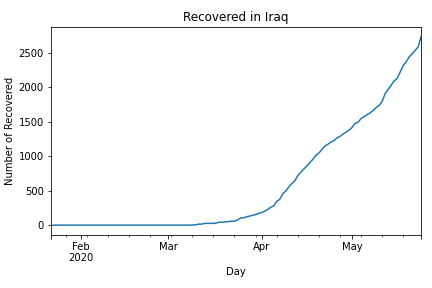 Recovered in Iraq
Number of Recovered
2500
2000
1500
1000
500
0
Feb
2020
Mar
Apr
May
Day